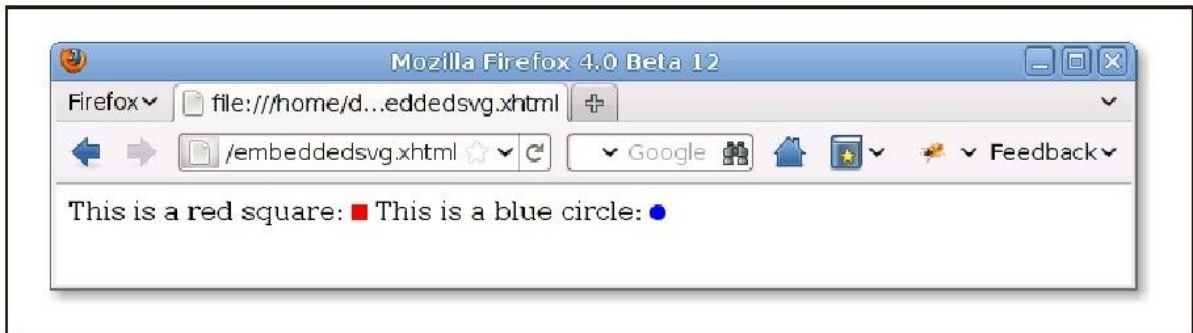 Mozilla Firefox 4.0 Beta 12
Firefox file:///home/d...eddedsvg.xhtml
/embeddedsvg.xhtml Google Feedback
This is a red square: This is a blue circle: